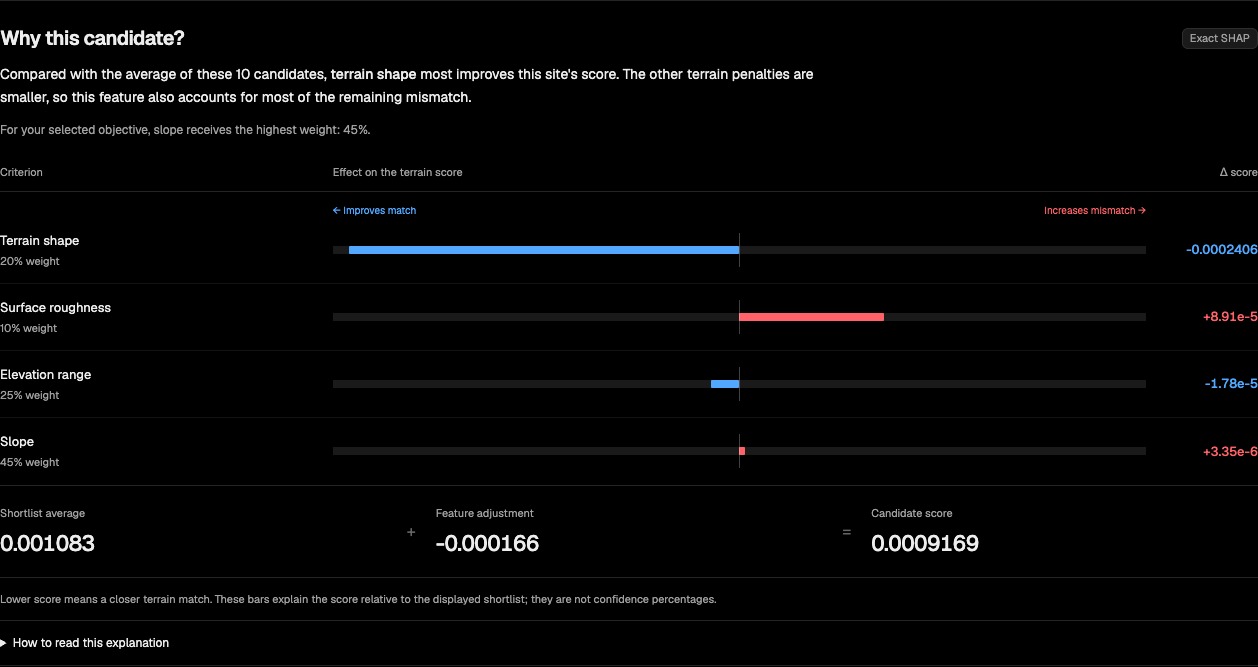 Why this candidate?
Exact SHAP
Compared with the average of these 10 candidates, terrain shape most improves this site's score. The other terrain penalties are
smaller, so this feature also accounts for most of the remaining mismatch.
For your selected objective, slope receives the highest weight: 45%.
Criterion
Effect on the terrain score
Δ score
← Improves match
Increases mismatch →
Terrain shape
20% weight
-0.0002406
Surface roughness
10% weight
+8.91e-5
Elevation range
25% weight
-1.78e-5
Slope
45% weight
+3.35e-6
Shortlist average
0.001083
+
Feature adjustment
-0.000166
=
Candidate score
0.0009169
Lower score means a closer terrain match. These bars explain the score relative to the displayed shortlist; they are not confidence percentages.
How to read this explanation